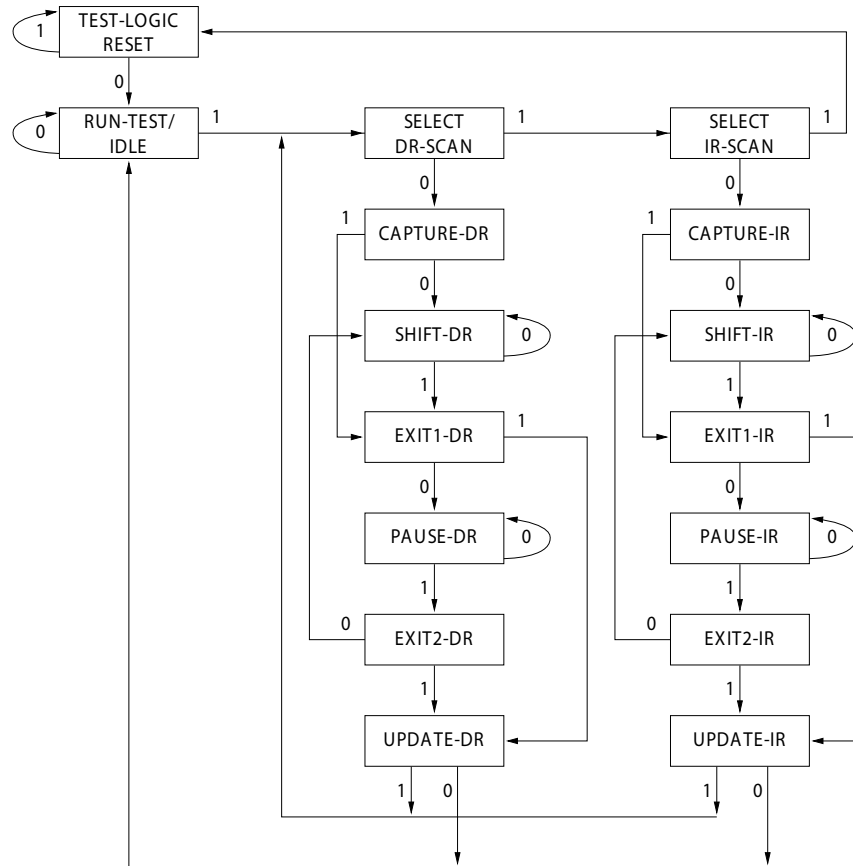 TEST-LOGIC
RESET
1
0
RUN-TEST/
IDLE
0
1
SELECT
DR-SCAN
1
SELECT
IR-SCAN
1
0
0
1
CAPTURE-DR
1
CAPTURE-IR
0
0
SHIFT-DR
0
SHIFT-IR
0
1
1
EXIT1-DR
1
EXIT1-IR
1
0
0
PAUSE-DR
0
PAUSE-IR
0
1
1
0
EXIT2-DR
0
EXIT2-IR
1
1
UPDATE-DR
UPDATE-IR
1
0
1
0